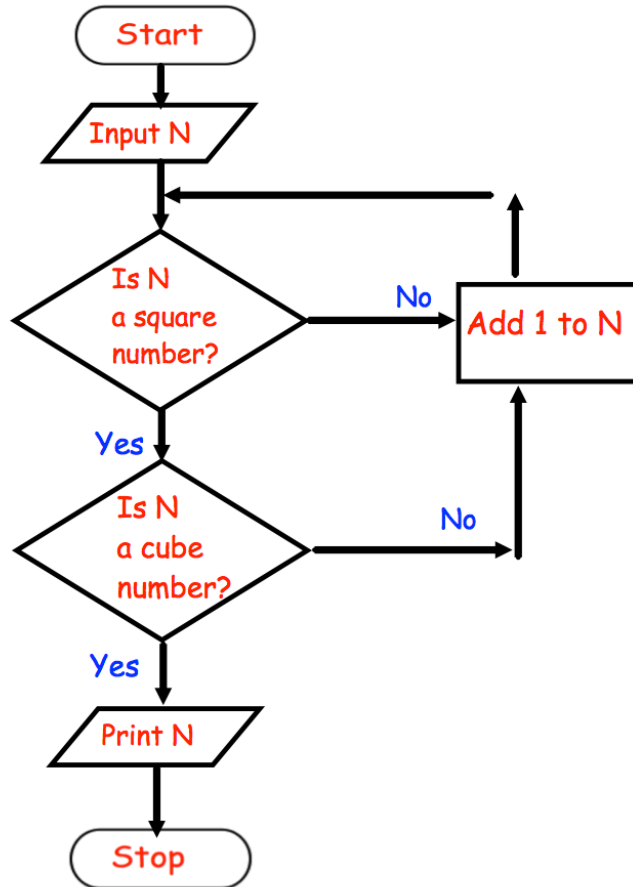 Start
Input N
Is N
a square
number?
No
Add 1 to N
Yes
Is N
a cube
number?
No
Yes
Print N
Stop